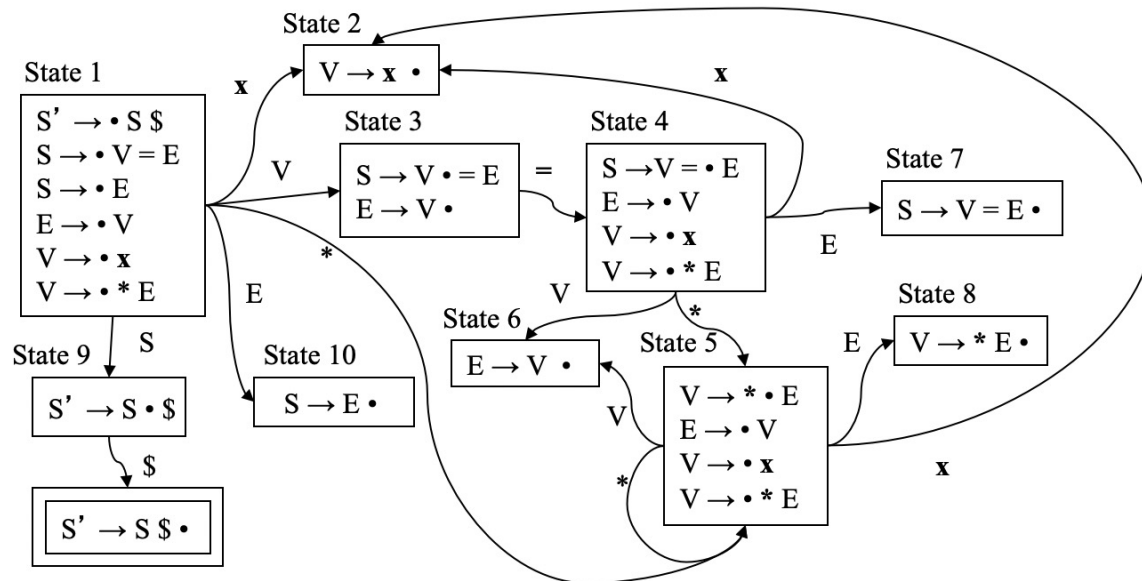 State 1
S' → • S $
S → • V = E
S → • E
E → • V
V → • x
V → • * E
State 2
V → x •
x
x
State 3
S → V • = E
E → V •
V
=
State 4
S → V = • E
E → • V
V → • x
V → • * E
State 7
S → V = E •
E
*
E
V
*
State 6
E → V •
State 5
V → * • E
E → • V
V → • x
V → • * E
State 8
V → * E •
E
V
*
x
S
State 9
S' → S • $
State 10
S → E •
$
S' → S $ •